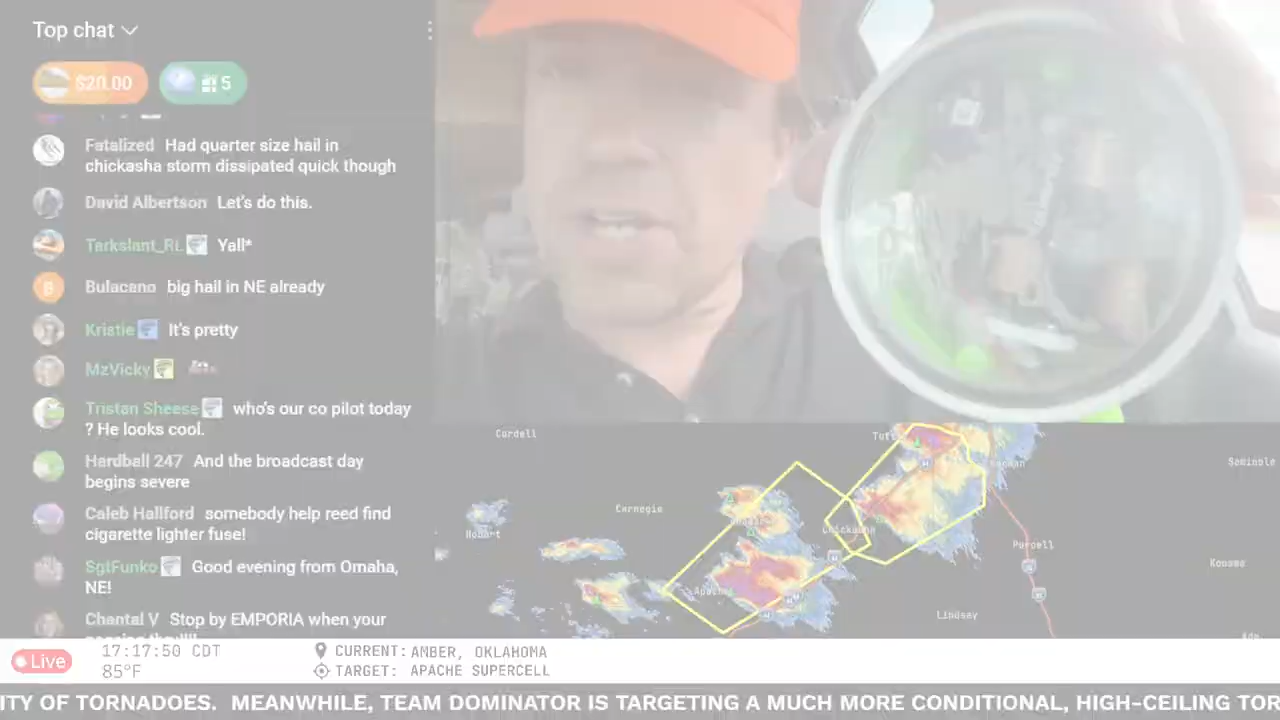 Top chat
$20.00
5
Fatalized Had quarter size hail in
chickasha storm dissipated quick though
David Albertson Let's do this.
Tarkslant_RL Yall*
Bulacano big hail in NE already
Kristie It's pretty
MzVicky
Tristan Sheese who's our co pilot today
? He looks cool.
Hardball 247 And the broadcast day
begins severe
Caleb Hallford somebody help reed find
cigarette lighter fuse!
SgtFunko Good evening from Omaha,
NE!
Chantal V Stop by EMPORIA when your
Cordell
Seminole
Carnegie
Hobart
Chickasha
Purcell
Konawa
Apache
Lindsay
Ada
Live
17:17:50 CDT
85°F
CURRENT: AMBER, OKLAHOMA
TARGET: APACHE SUPERCELL
ITY OF TORNADOES. MEANWHILE, TEAM DOMINATOR IS TARGETING A MUCH MORE CONDITIONAL, HIGH-CEILING TOR